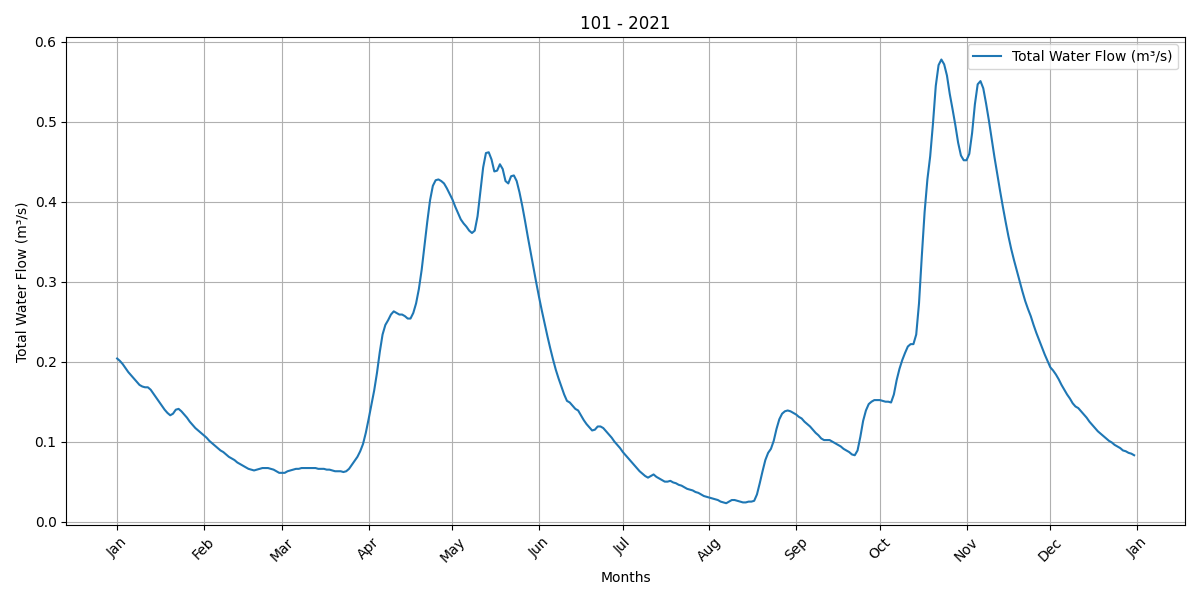 101 - 2021
Total Water Flow (m³/s)
Total Water Flow (m³/s)
0.6
0.5
0.4
0.3
0.2
0.1
0.0
Jan Feb Mar Apr May Jun Jul Aug Sep Oct Nov Dec Jan
Months